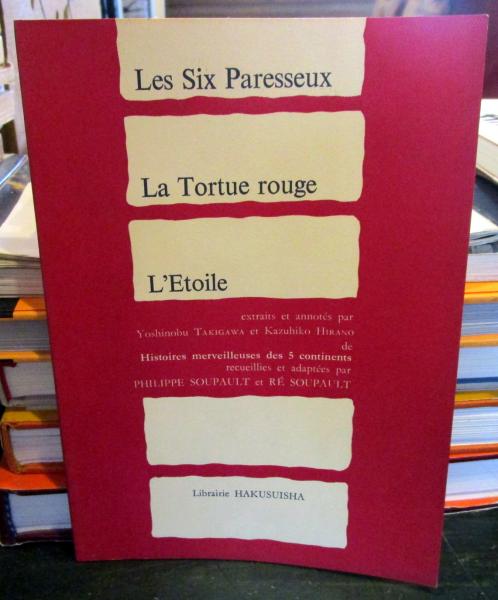 Les Six Paresseux
La Tortue rouge
L'Etoile
extraits et annotés par
Yoshinobu TAKIGAWA et Kazuhiko HIRANO
de
Histoires merveilleuses des 5 continents
recueillies et adaptées par
PHILIPPE SOUPAULT et RÉ SOUPAULT
Librairie HAKUSUISHA